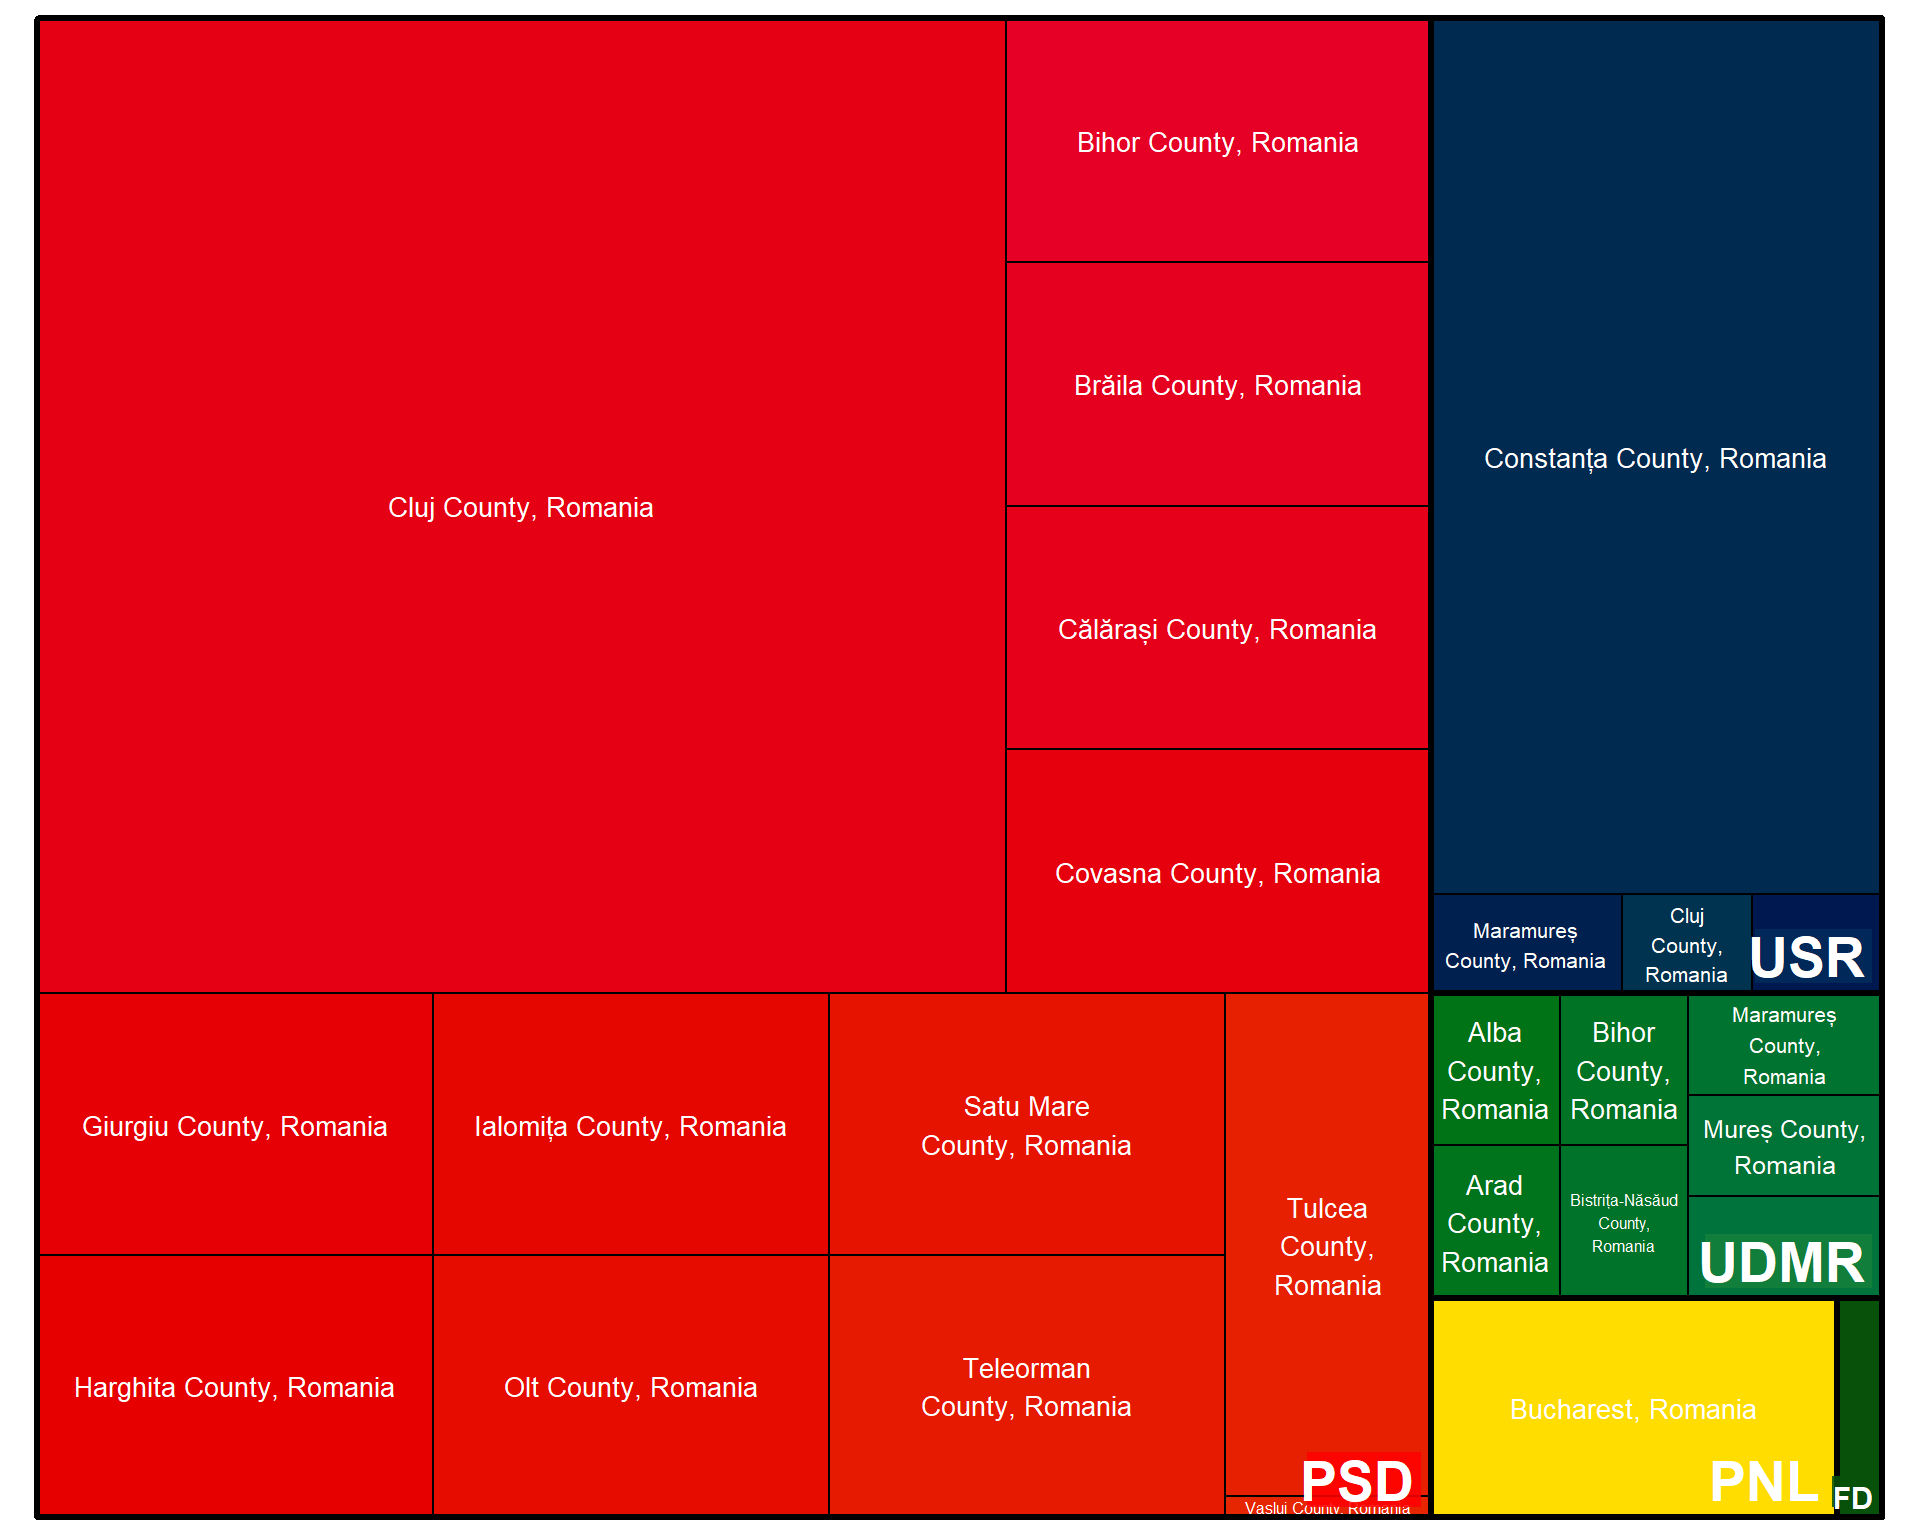 Cluj County, Romania
Bihor County, Romania
Brăila County, Romania
Călărași County, Romania
Covasna County, Romania
Giurgiu County, Romania
Harghita County, Romania
Ialomița County, Romania
Olt County, Romania
Satu Mare
County, Romania
Teleorman
County, Romania
Tulcea
County,
Romania
Vaslui County, Romania
PSD
Constanța County, Romania
Maramureș
County, Romania
Cluj
County,
Romania
USR
Alba
County,
Romania
Arad
County,
Romania
Bihor
County,
Romania
Bistrița-Năsăud
County,
Romania
Maramureș
County,
Romania
Mureș County,
Romania
UDMR
Bucharest, Romania
PNL
FD